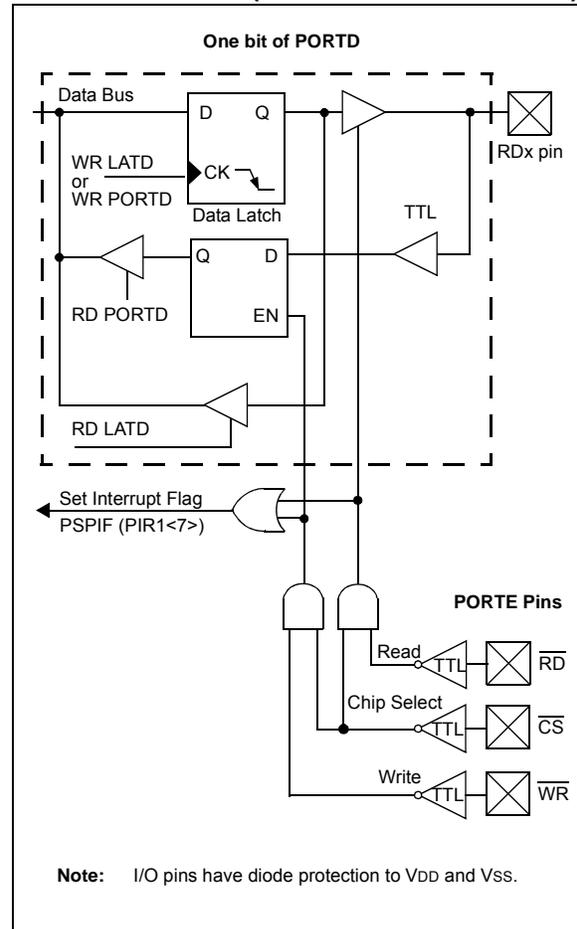 One bit of PORTD
Data Bus
D Q
RDx pin
WR LATD
or
WR PORTD
CK
Data Latch
TTL
Q D
RD PORTD
EN
RD LATD
Set Interrupt Flag
PSPIF (PIR1<7>)
PORTE Pins
Read
TTL
RD
Chip Select
TTL
CS
Write
TTL
WR
Note: I/O pins have diode protection to VDD and VSS.